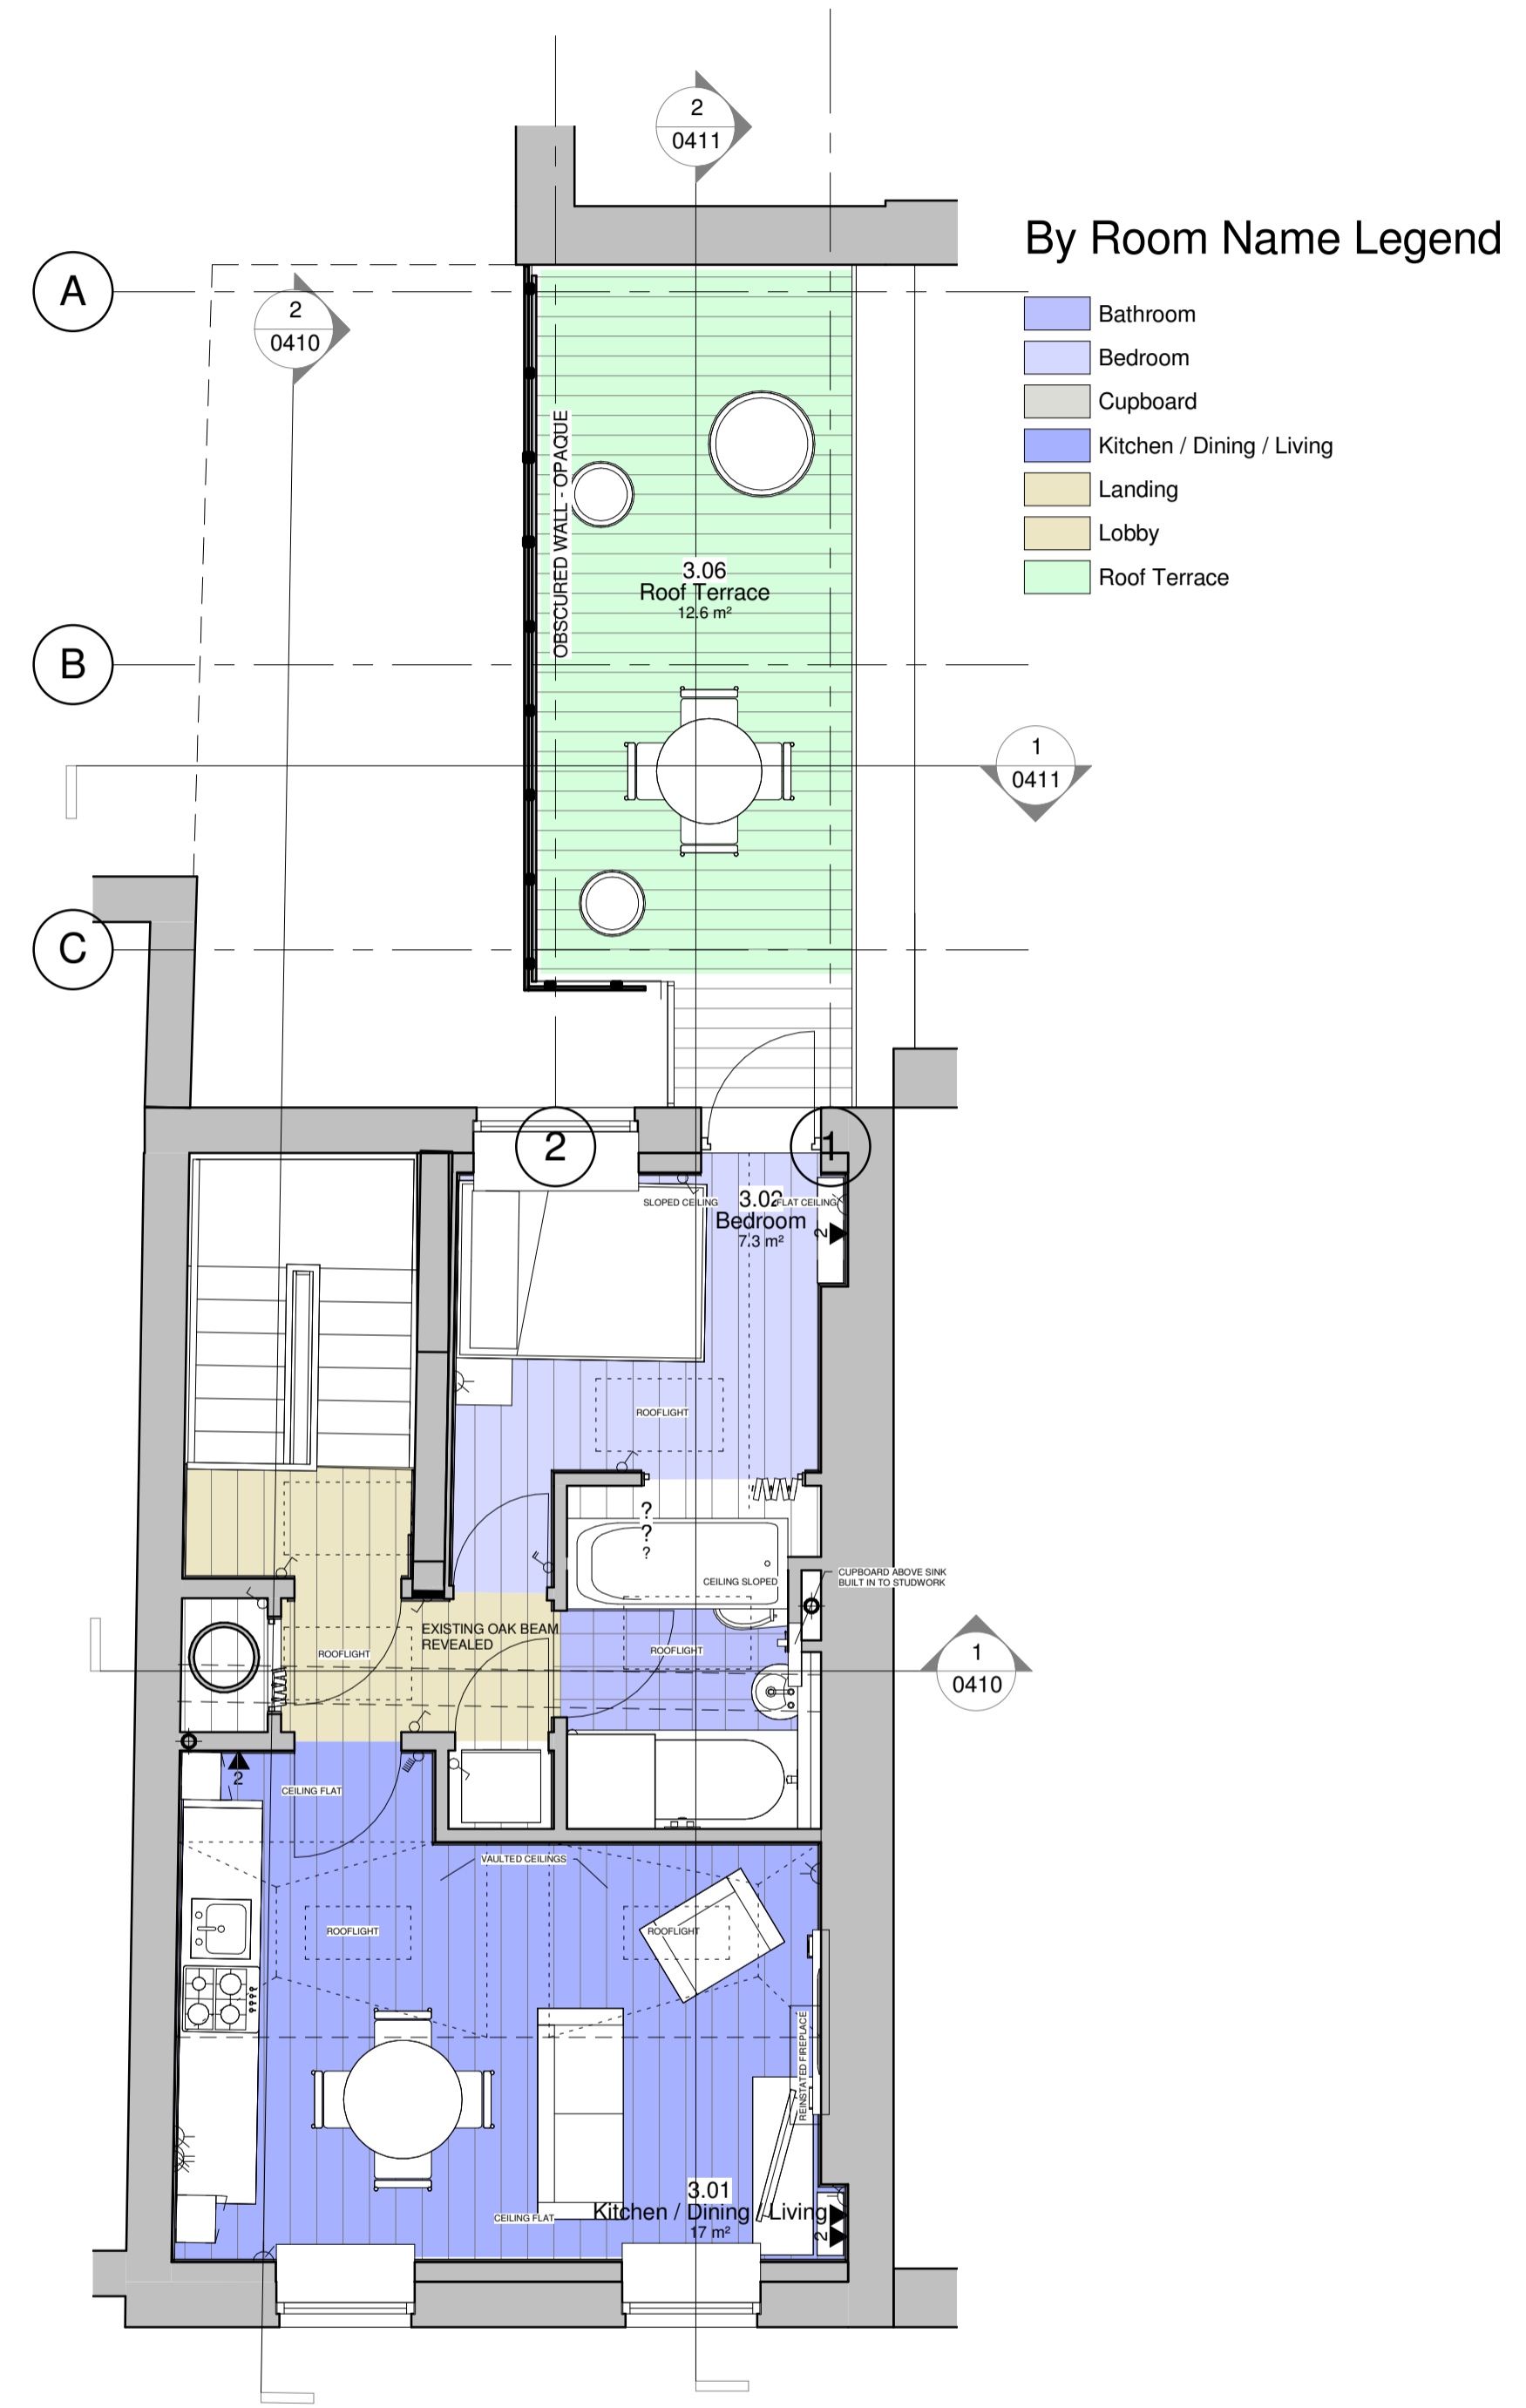 2
0411
By Room Name Legend
A
2
0410
Bathroom
Bedroom
Cupboard
Kitchen / Dining / Living
Landing
Lobby
Roof Terrace
OBSCURED WALL - OPAQUE
3.06
Roof Terrace
12.6 m²
B
1
0411
C
2
1
SLOPED CEILING
3.02
FLAT CEILING
Bedroom
7.3 m²
2
ROOFLIGHT
?
?
?
CEILING SLOPED
CUPBOARD ABOVE SINK
BUILT IN TO STUDWORK
EXISTING OAK BEAM
REVEALED
ROOFLIGHT
ROOFLIGHT
1
0410
2
CEILING FLAT
VAULTED CEILINGS
ROOFLIGHT
ROOFLIGHT
REINSTATED FIREPLACE
3.01
Kitchen / Dining / Living
17 m²
CEILING FLAT
2